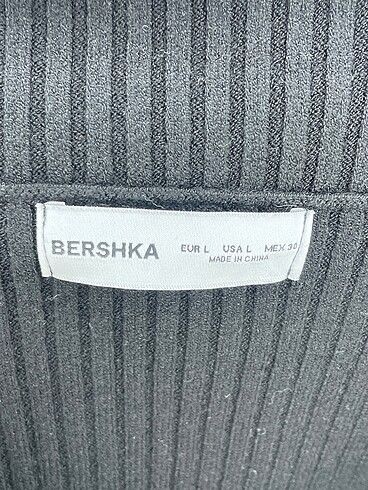 BERSHKA EUR L USA L MEX 30
MADE IN CHINA